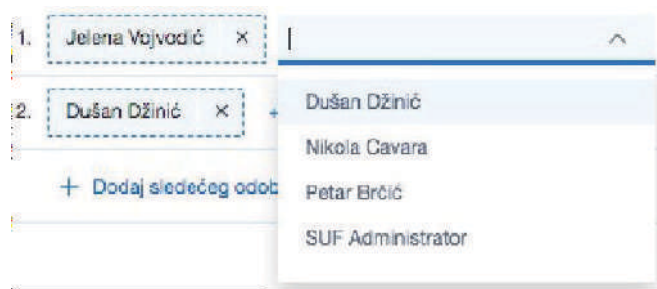 1. Jelena Vojvodić ×
2. Dušan Džinić × +
+ Dodaj sledećeg odob
Dušan Džinić
Nikola Cavara
Petar Brčić
SUF Administrator